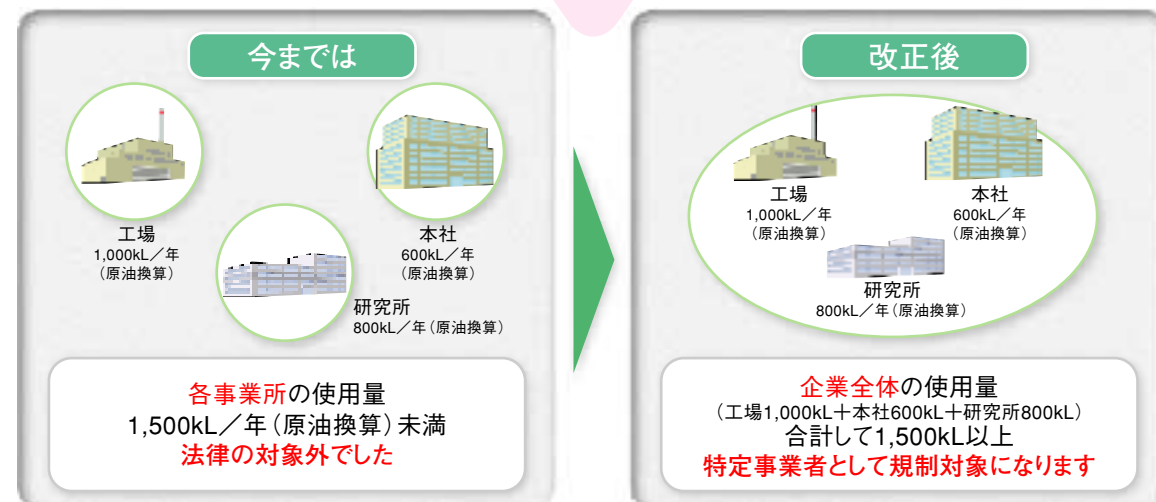 今までは
工場
1,000kL／年
（原油換算）
本社
600kL／年
（原油換算）
研究所
800kL／年（原油換算）
各事業所の使用量
1,500kL／年（原油換算）未満
法律の対象外でした
改正後
工場
1,000kL／年
（原油換算）
本社
600kL／年
（原油換算）
研究所
800kL／年（原油換算）
企業全体の使用量
（工場1,000kL＋本社600kL＋研究所800kL）
合計して1,500kL以上
特定事業者として規制対象になります